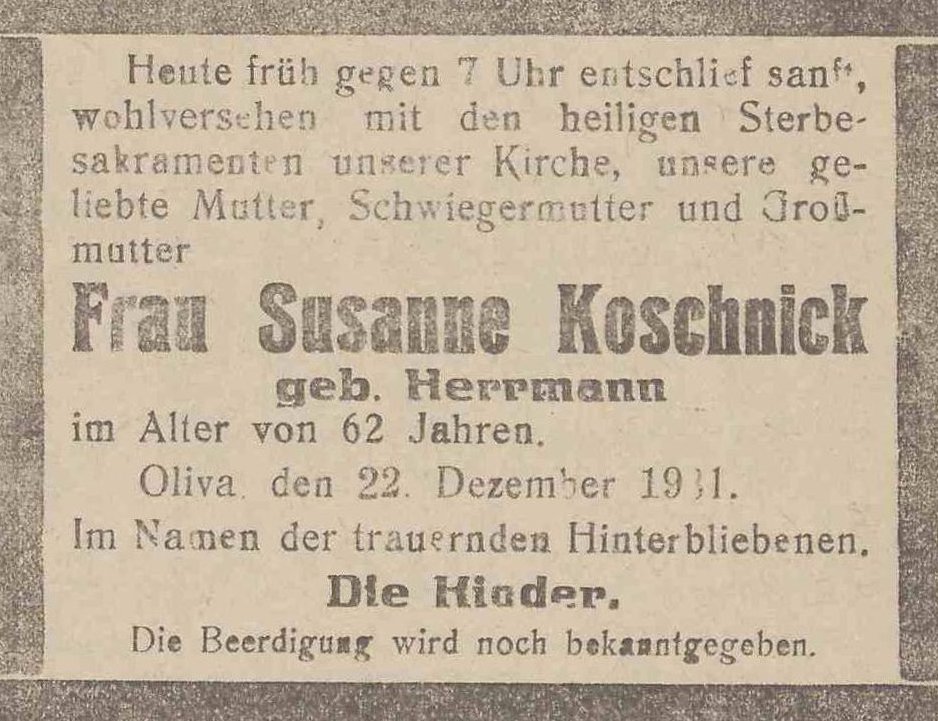 Heute früh gegen 7 Uhr entschlief sanft,
wohlversehen mit den heiligen Sterbe-
sakramenten unserer Kirche, unsere ge-
liebte Mutter, Schwiegermutter und Groß-
mutter
Frau Susanne Koschnick
geb. Herrmann
im Alter von 62 Jahren.
Oliva, den 22. Dezember 1931.
Im Namen der trauernden Hinterbliebenen.
Die Kinder.
Die Beerdigung wird noch bekanntgegeben.